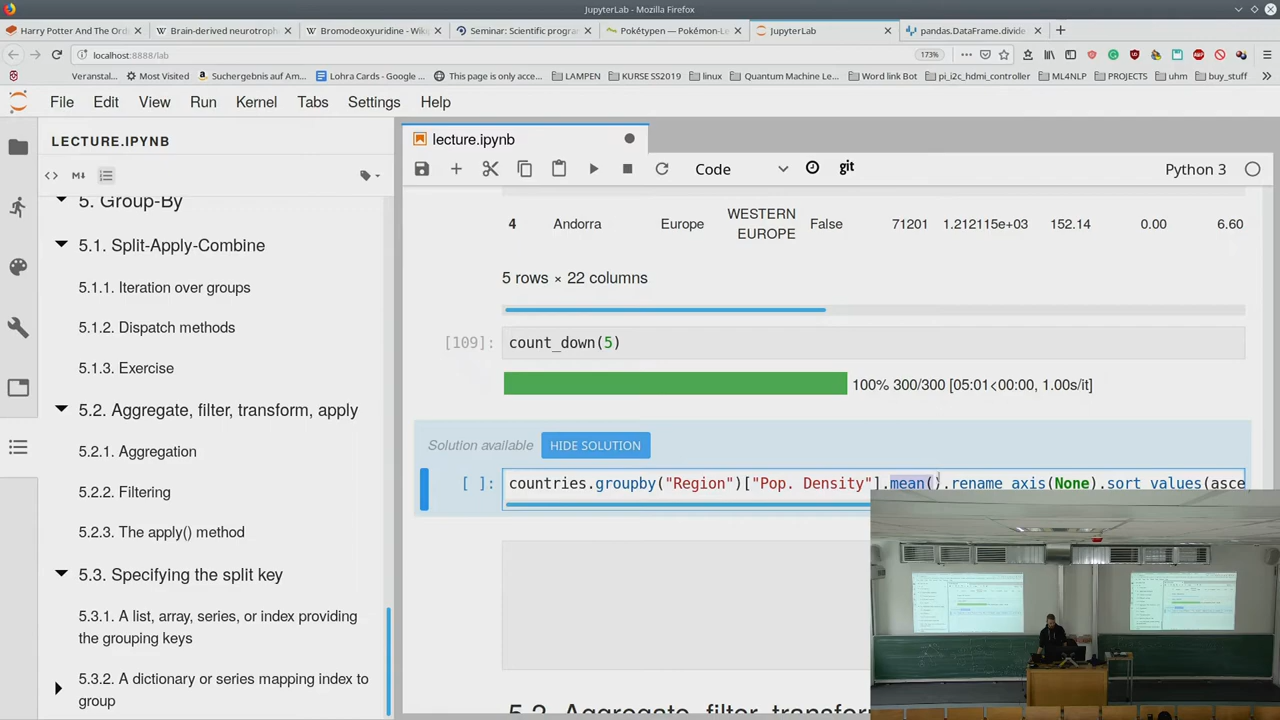 JupyterLab - Mozilla Firefox
Harry Potter And The Ord
Brain-derived neurotroph
Bromodeoxyuridine - Wiki
Seminar: Scientific program
Pokétypen — Pokémon-Le
JupyterLab
pandas.DataFrame.divide
localhost:8888/lab
173%
Veranstal...
Most Visited
Suchergebnis auf Am...
Lohra Cards - Google ...
This page is only acce...
LAMPEN
KURSE SS2019
linux
Quantum Machine Le...
Word link Bot
pi_i2c_hdmi_controller
ML4NLP
PROJECTS
uhm
buy_stuff
File Edit View Run Kernel Tabs Settings Help
LECTURE.IPYNB
5. Group-By
5.1. Split-Apply-Combine
5.1.1. Iteration over groups
5.1.2. Dispatch methods
5.1.3. Exercise
5.2. Aggregate, filter, transform, apply
5.2.1. Aggregation
5.2.2. Filtering
5.2.3. The apply() method
5.3. Specifying the split key
5.3.1. A list, array, series, or index providing
the grouping keys
5.3.2. A dictionary or series mapping index to
group
lecture.ipynb
Code
git
Python 3
4 Andorra Europe WESTERN EUROPE False 71201 1.212115e+03 152.14 0.00 6.60
5 rows × 22 columns
[109]: count_down(5)
100% 300/300 [05:01<00:00, 1.00s/it]
Solution available HIDE SOLUTION
[ ]: countries.groupby("Region")["Pop. Density"].mean().rename_axis(None).sort_values(asce
5.2. Aggregate, filter, transform